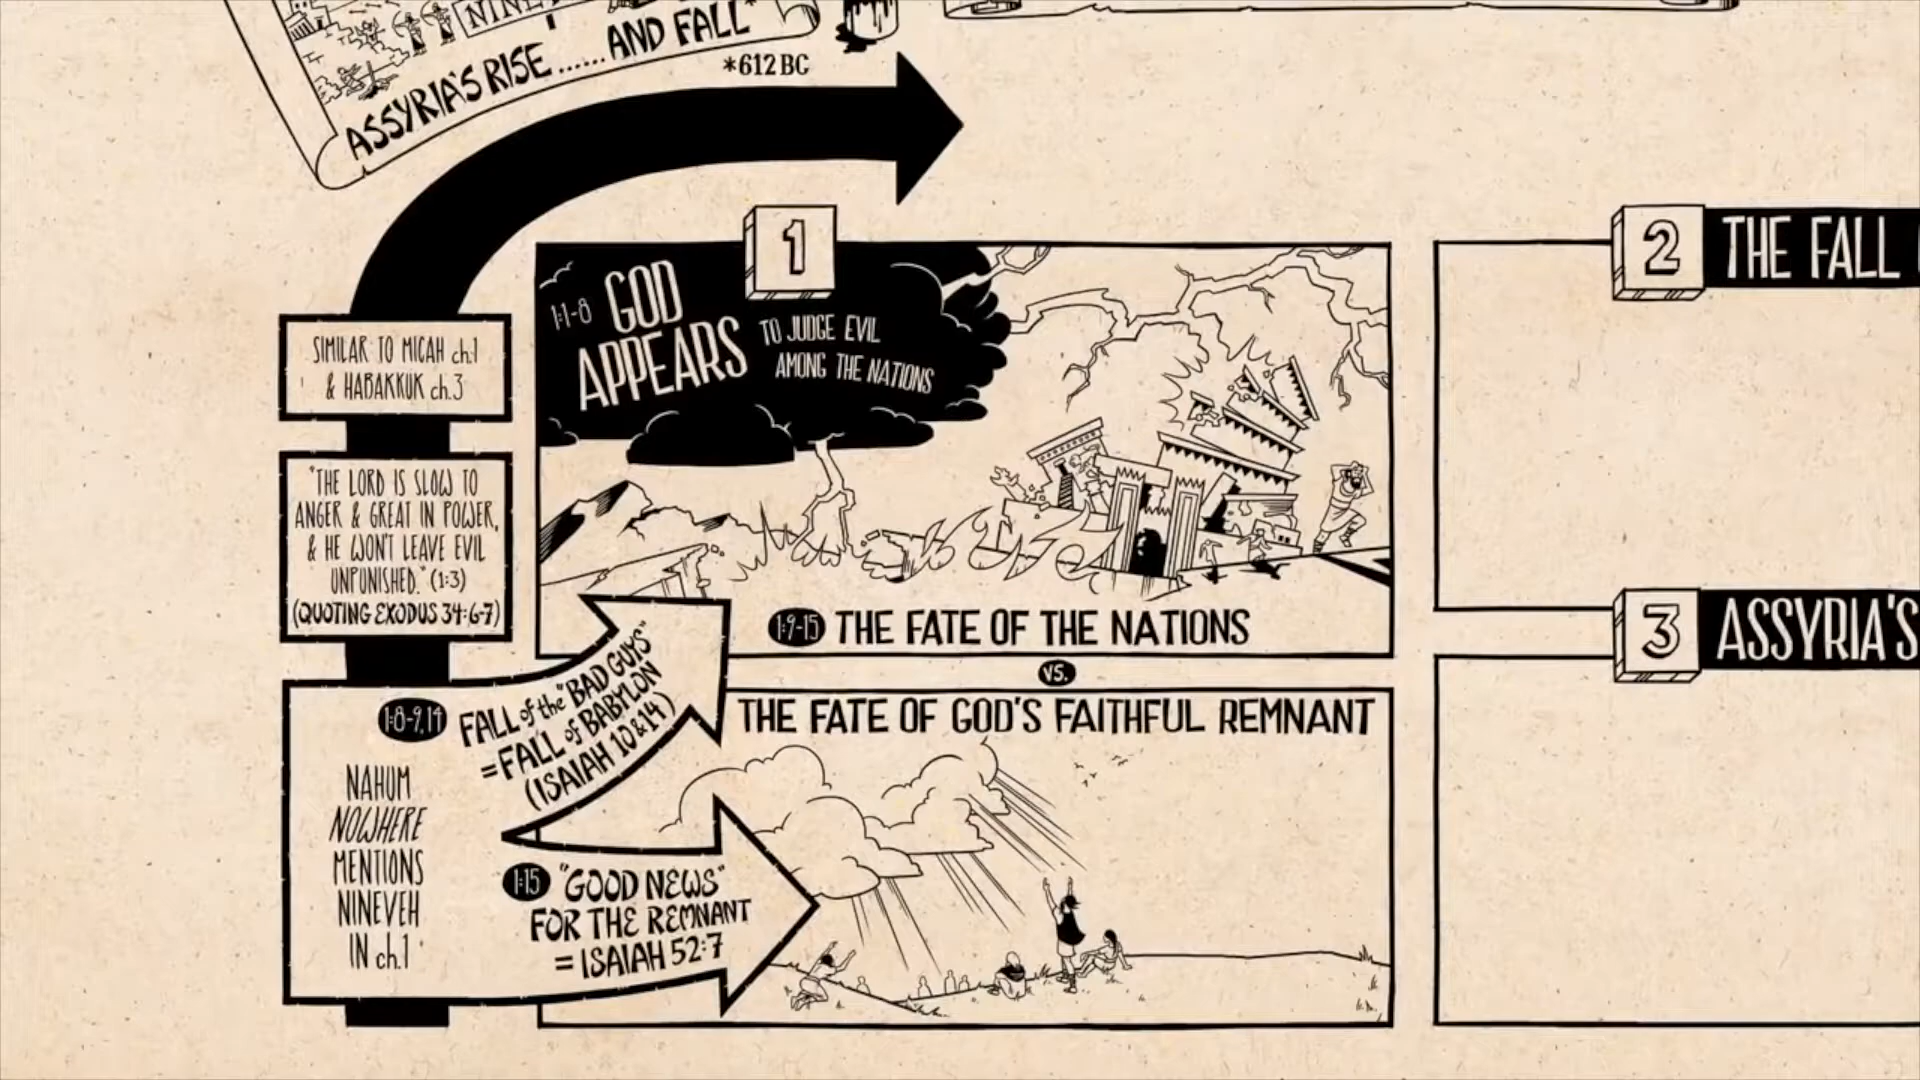 ASSYRIA'S RISE ...... AND FALL*
*612 BC
1
1:1-8 GOD
APPEARS
TO JUDGE EVIL
AMONG THE NATIONS
SIMILAR TO MICAH ch.1
& HABAKKUK ch.3
"THE LORD IS SLOW TO
ANGER & GREAT IN POWER,
& HE WON'T LEAVE EVIL
UNPUNISHED." (1:3)
(QUOTING EXODUS 34:6-7)
1:9-15 THE FATE OF THE NATIONS
VS.
THE FATE OF GOD'S FAITHFUL REMNANT
1:8-9,14
FALL of the "BAD GUYS"
= FALL of BABYLON
(ISAIAH 10 & 14)
NAHUM
NOWHERE
MENTIONS
NINEVEH
IN ch.1
1:15 "GOOD NEWS"
FOR THE REMNANT
= ISAIAH 52:7
2 THE FALL
3 ASSYRIA'S